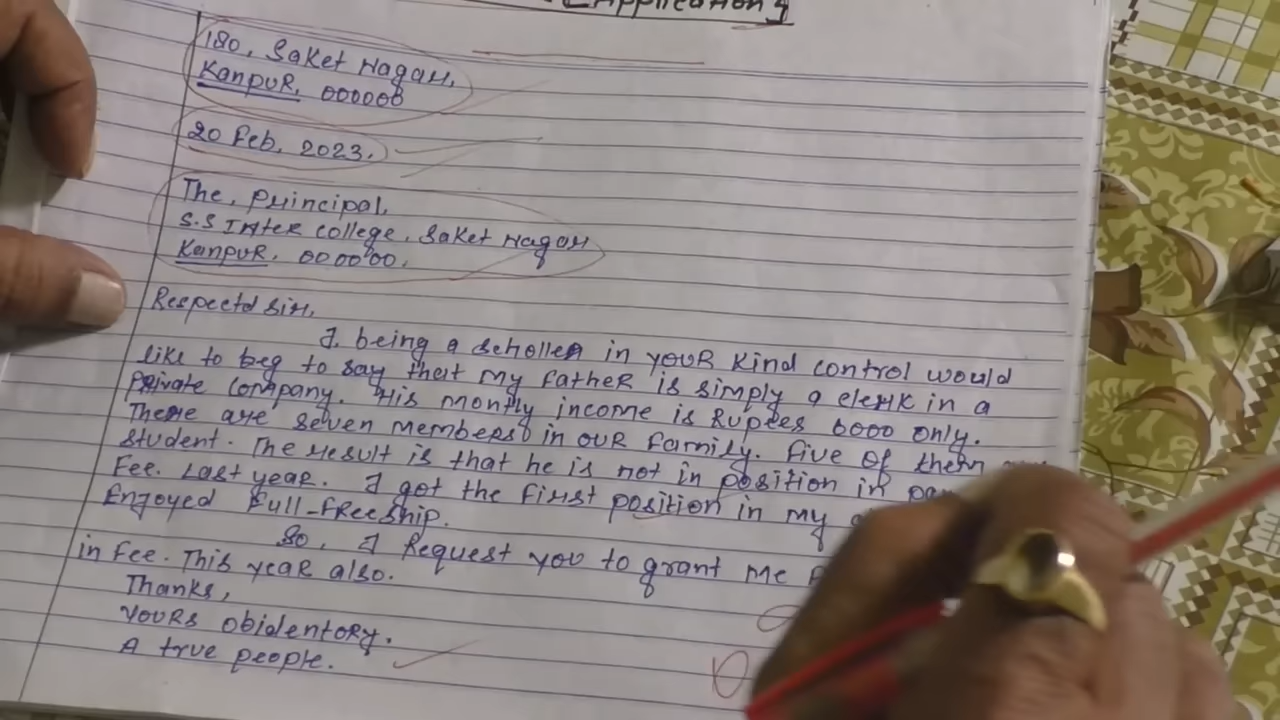 Application
180, Saket Nagar,
Kanpur, 000000
20 Feb, 2023.
The, Principal,
S.S Inter college, Saket Nagar
Kanpur, 000000,
Respectd sir,
I being a scholler in your kind control would
like to beg to say that my father is simply a clerk in a
private company. His montly income is Rupees 6000 only.
There are seven members in our family. Five of them
student. The result is that he is not in position in
Fee. Last year. I got the first position in my
Enjoyed Full-freeship.
So, I Request you to grant me
in Fee. This year also.
Thanks,
Yours obidentory.
A true people.